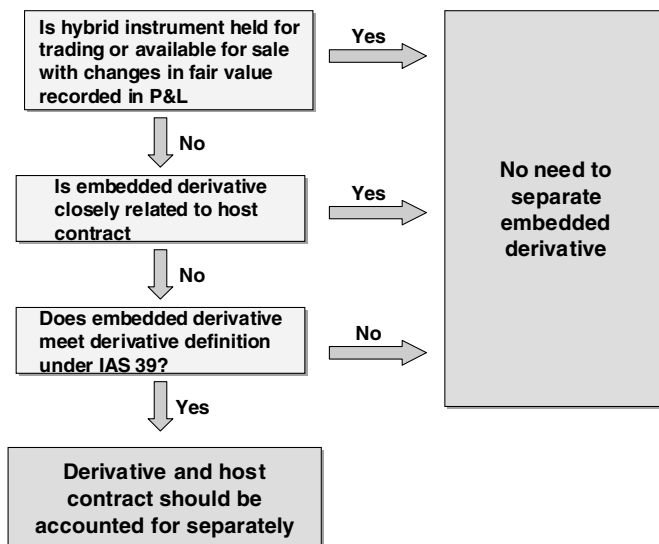 Is hybrid instrument held for
trading or available for sale
with changes in fair value
recorded in P&L
Yes
No
Is embedded derivative
closely related to host
contract
Yes
No need to
separate
embedded
derivative
No
Does embedded derivative
meet derivative definition
under IAS 39?
No
Yes
Derivative and host
contract should be
accounted for separately